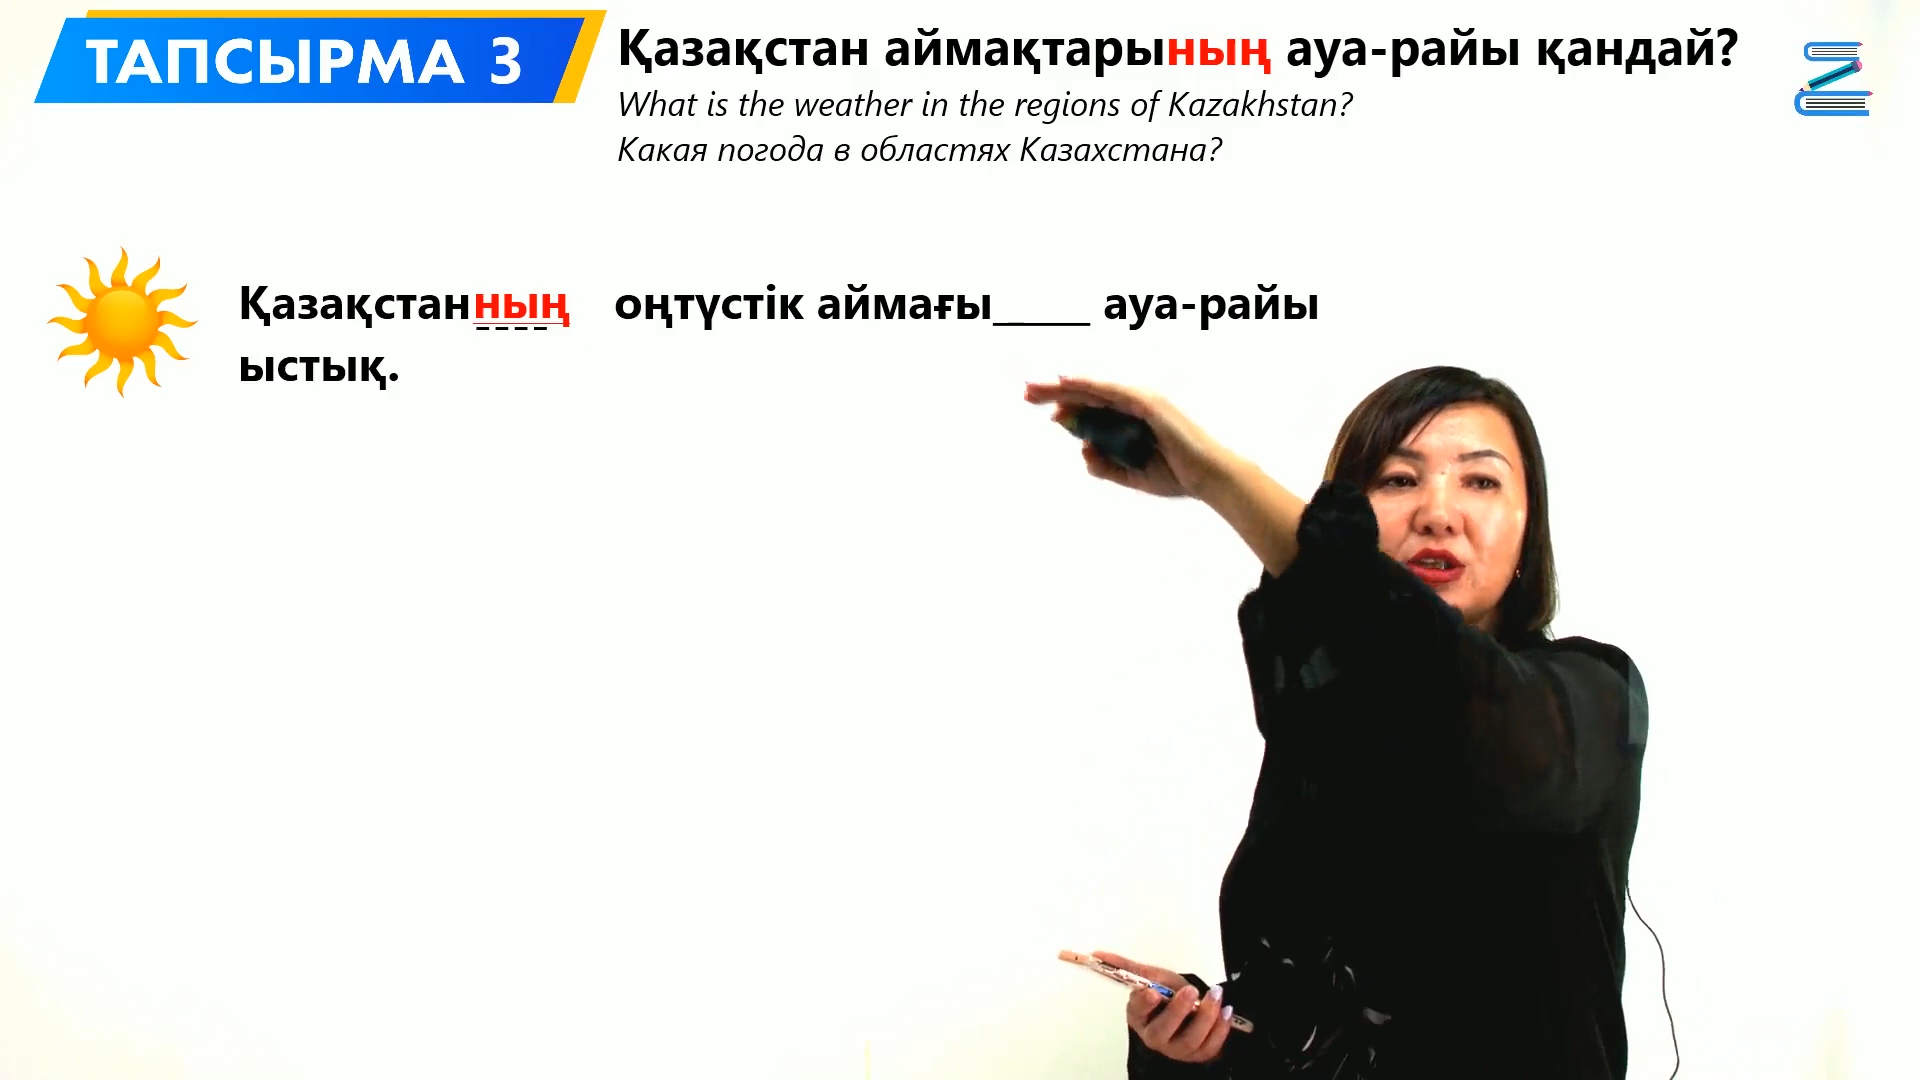 ТАПСЫРМА 3
Қазақстан аймақтарының ауа-райы қандай?
What is the weather in the regions of Kazakhstan?
Какая погода в областях Казахстана?
Қазақстанның оңтүстік аймағы_____ ауа-райы
ыстық.